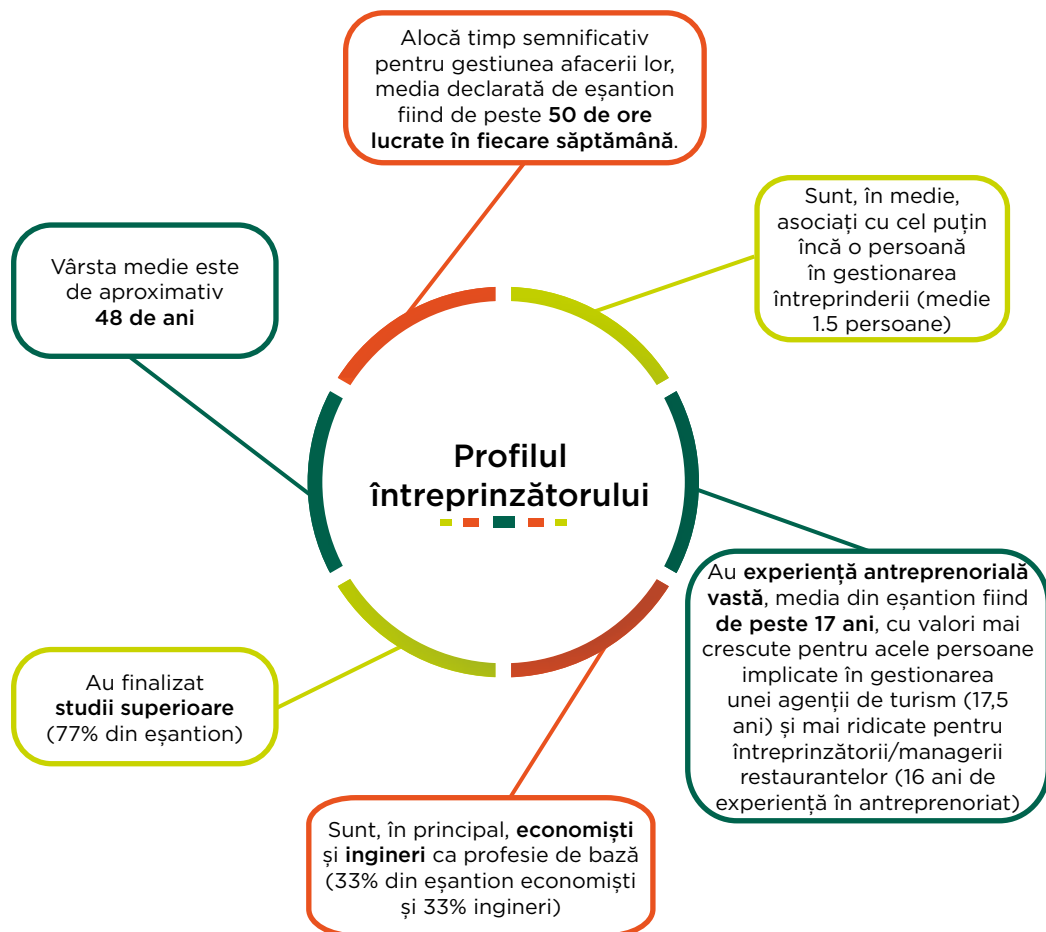 Alocă timp semnificativ
pentru gestiunea afacerii lor,
media declarată de eșantion
fiind de peste 50 de ore
lucrate în fiecare săptămână.
Sunt, în medie,
asociați cu cel puțin
încă o persoană
în gestionarea
întreprinderii (medie
1.5 persoane)
Vârsta medie este
de aproximativ
48 de ani
Profilul
întreprinzătorului
Au experiență antreprenorială
vastă, media din eșantion fiind
de peste 17 ani, cu valori mai
crescute pentru acele persoane
implicate în gestionarea
unei agenții de turism (17,5
ani) și mai ridicate pentru
întreprinzătorii/managerii
restaurantelor (16 ani de
experiență în antreprenoriat)
Au finalizat
studii superioare
(77% din eșantion)
Sunt, în principal, economiști
și ingineri ca profesie de bază
(33% din eșantion economiști
și 33% ingineri)